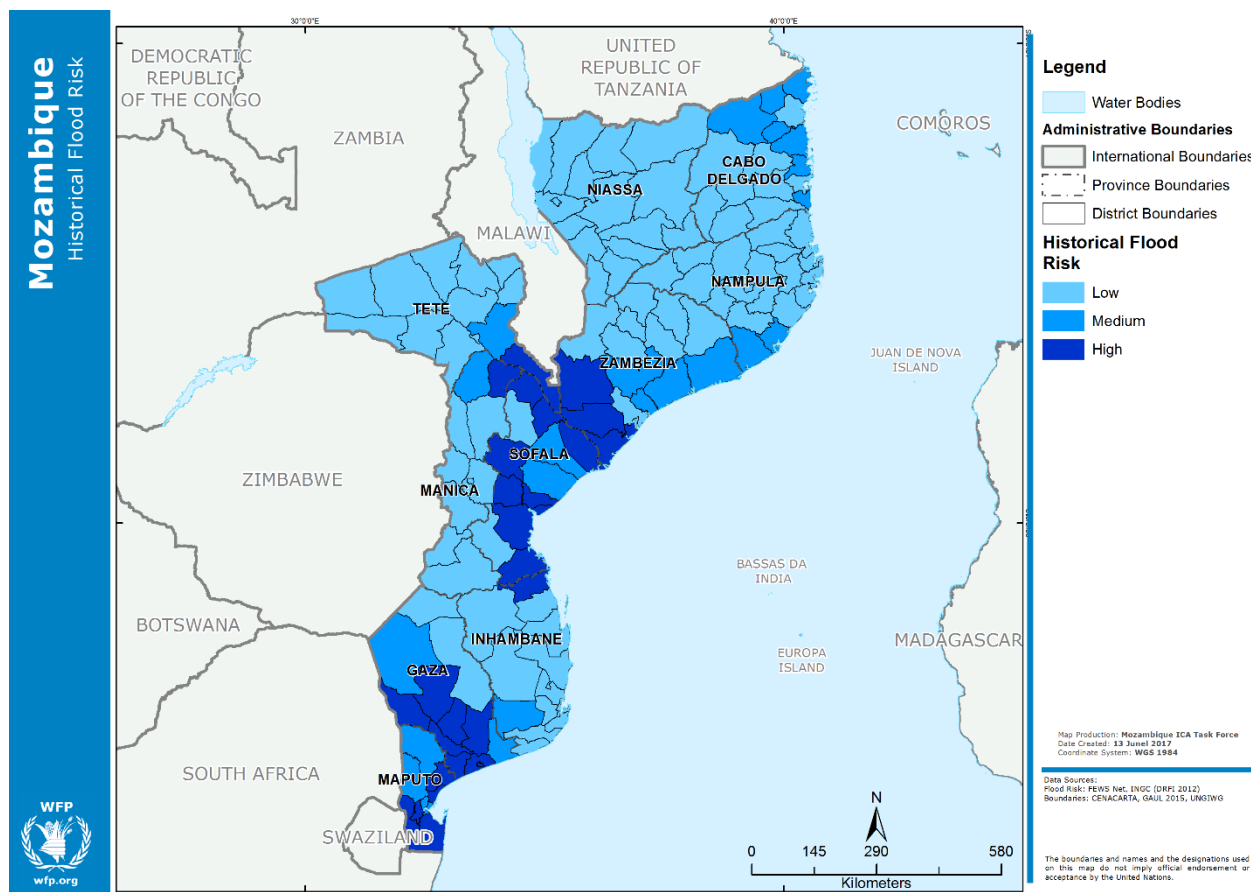 Mozambique
Historical Flood Risk
WFP
wfp.org
30°0'0"E
40°0'0"E
DEMOCRATIC
REPUBLIC
OF THE CONGO
UNITED
REPUBLIC OF
TANZANIA
ZAMBIA
COMOROS
MALAWI
CABO
DELGADO
NIASSA
NAMPULA
TETE
ZAMBEZIA
JUAN DE NOVA
ISLAND
SOFALA
ZIMBABWE
MANICA
BASSAS DA
INDIA
BOTSWANA
INHAMBANE
MADAGASCAR
EUROPA
ISLAND
GAZA
SOUTH AFRICA
MAPUTO
SWAZILAND
N
0 145 290 580
Kilometers
Legend
Water Bodies
Administrative Boundaries
International Boundaries
Province Boundaries
District Boundaries
Historical Flood
Risk
Low
Medium
High
Map Production: Mozambique ICA Task Force
Date Created: 13 Junel 2017
Coordinate System: WGS 1984
Data Sources:
Flood Risk: FEWS Net, INGC (DRFI 2012)
Boundaries: CENACARTA, GAUL 2015, UNGIWG
The boundaries and names and the designations used
on this map do not imply official endorsement or
acceptance by the United Nations.